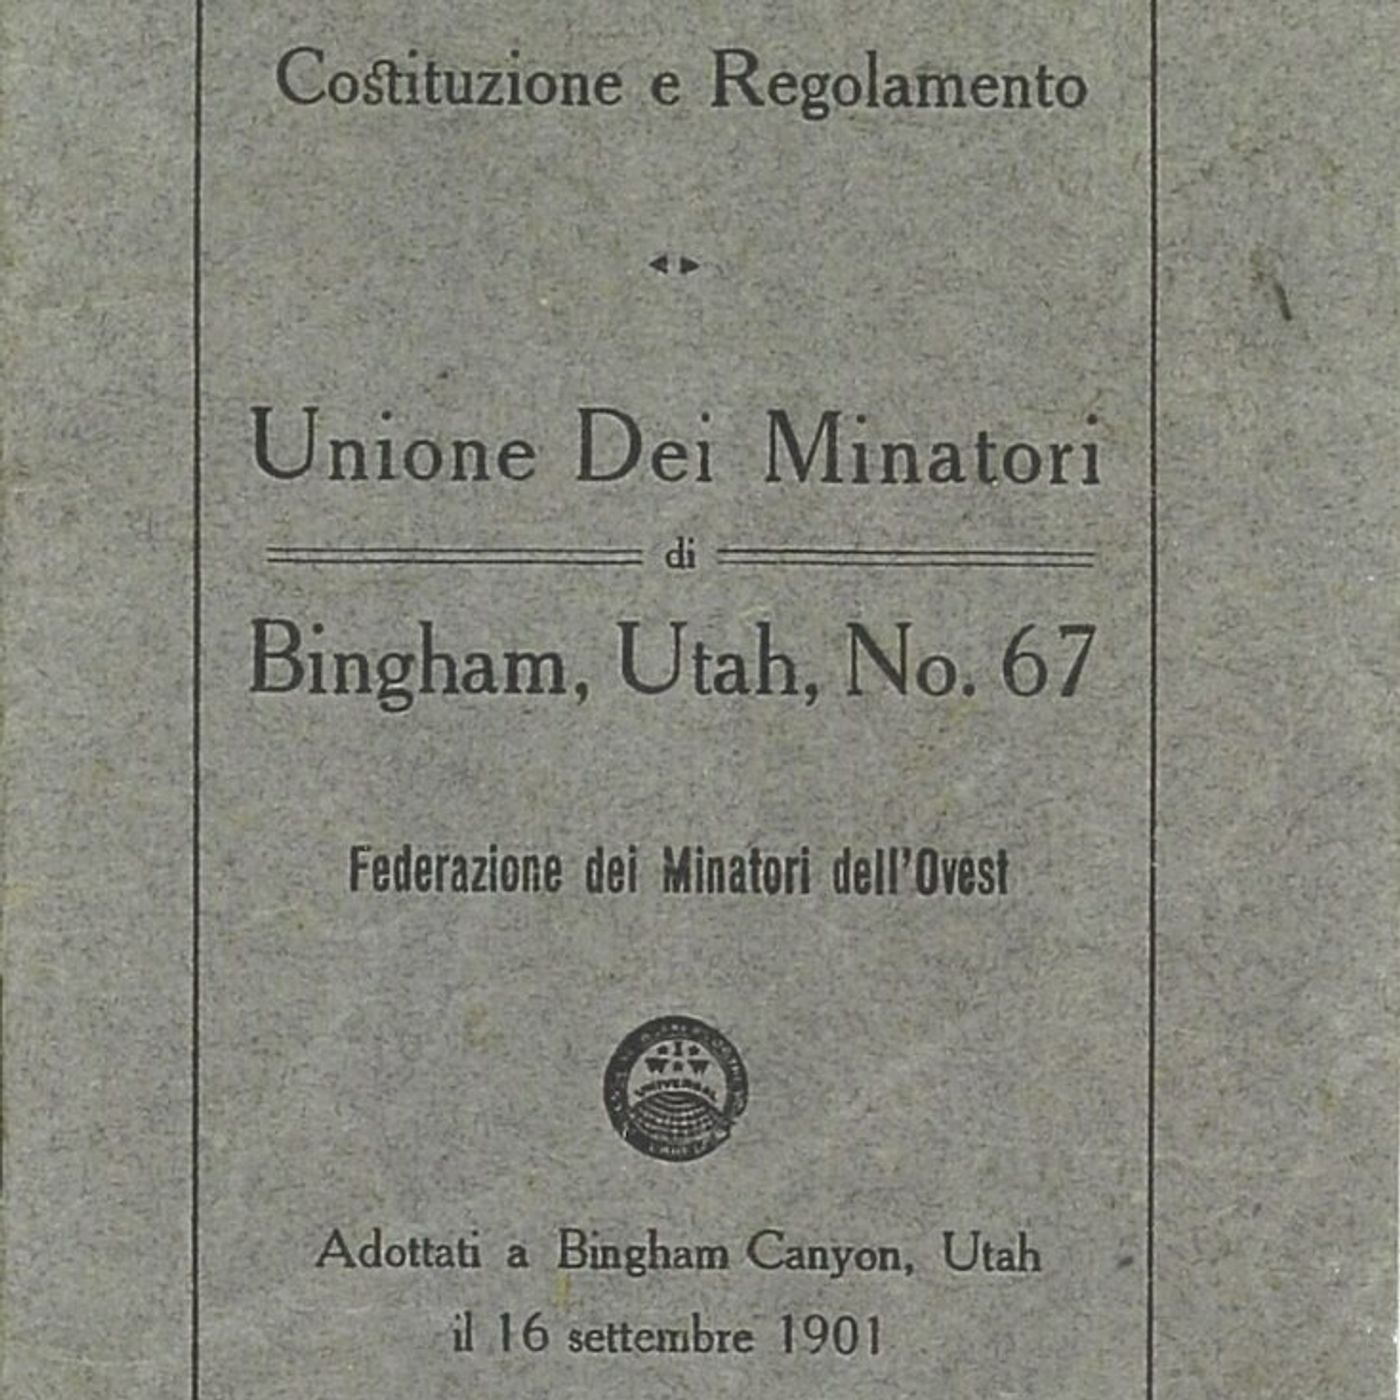 Costituzione e Regolamento
Unione Dei Minatori
di
Bingham, Utah, No. 67
Federazione dei Minatori dell'Ovest
I
W W
UNIVERSAL
Adottati a Bingham Canyon, Utah
il 16 settembre 1901